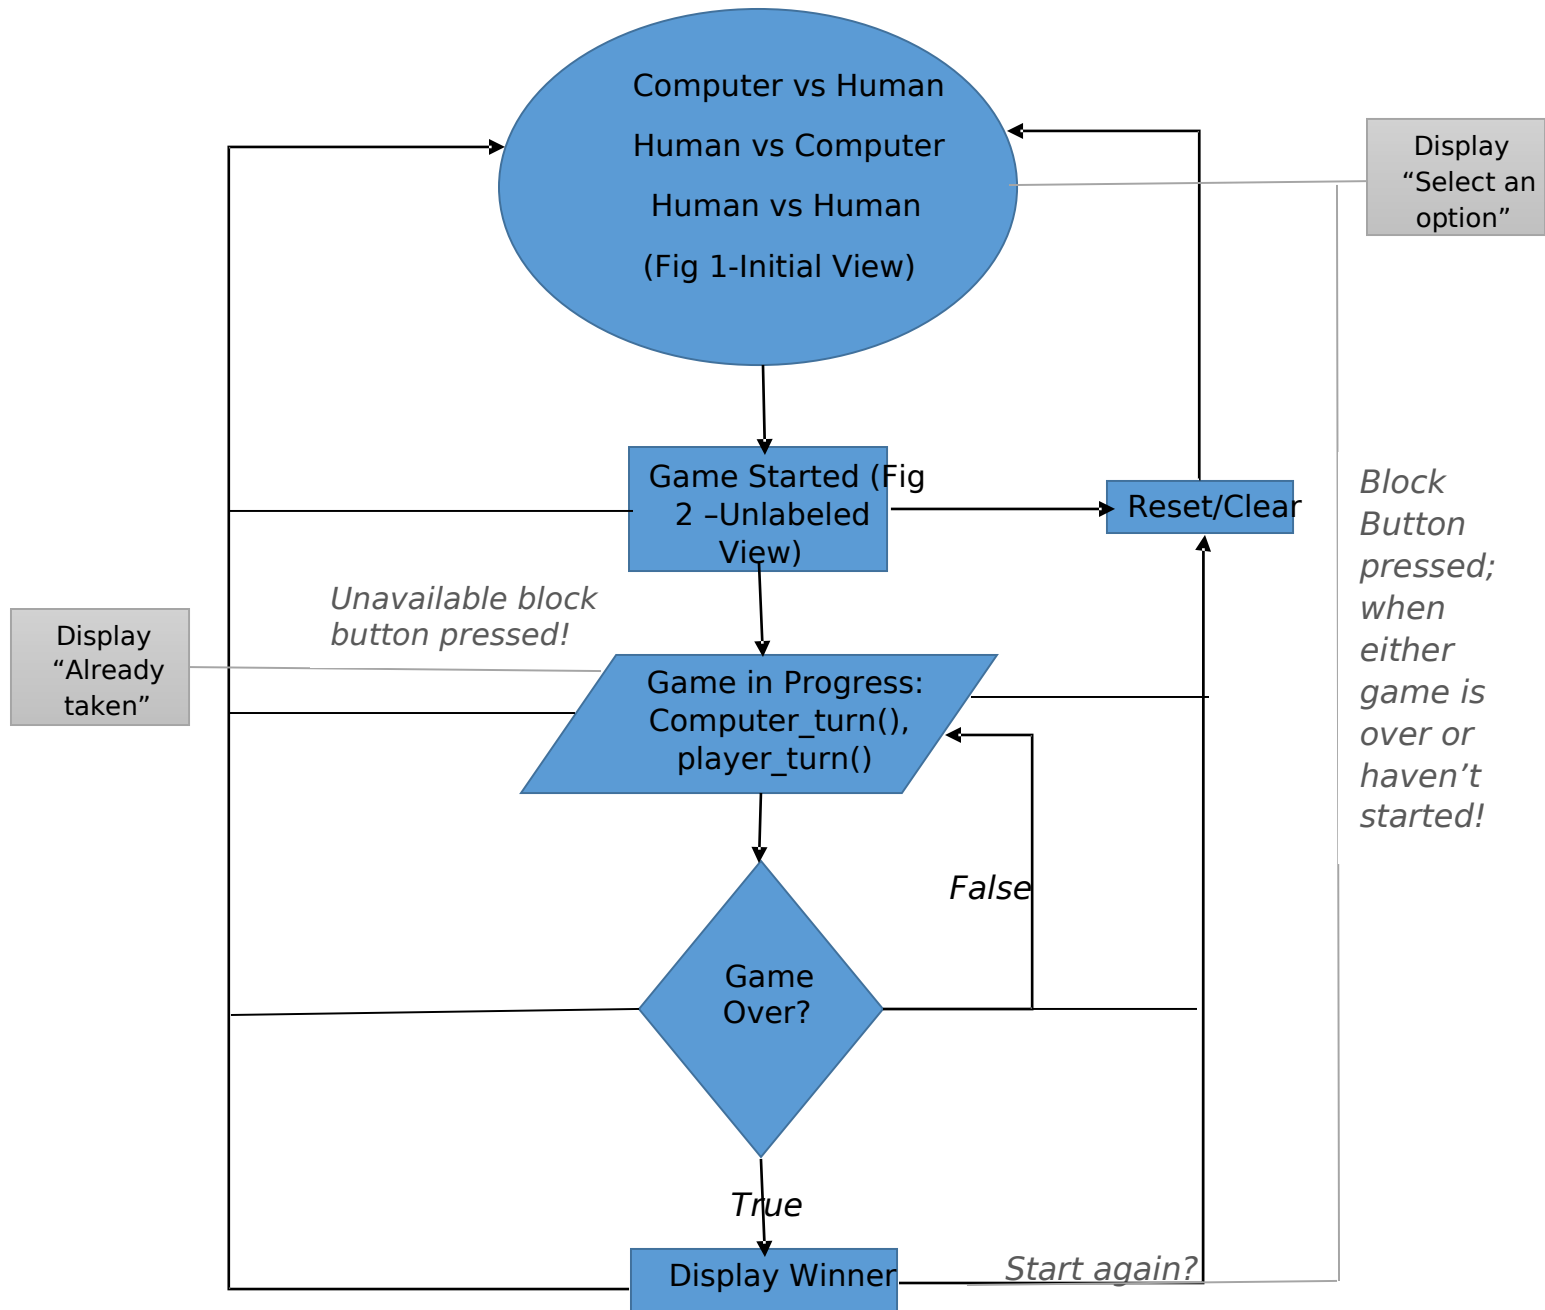 Computer vs Human
Human vs Computer
Human vs Human
(Fig 1-Initial View)
Display
“Select an
option”
Game Started (Fig
2 –Unlabeled
View)
Reset/Clear
Block
Button
pressed;
when
either
game is
over or
haven’t
started!
Unavailable block
button pressed!
Display
“Already
taken”
Game in Progress:
Computer_turn(),
player_turn()
False
Game
Over?
True
Start again?
Display Winner